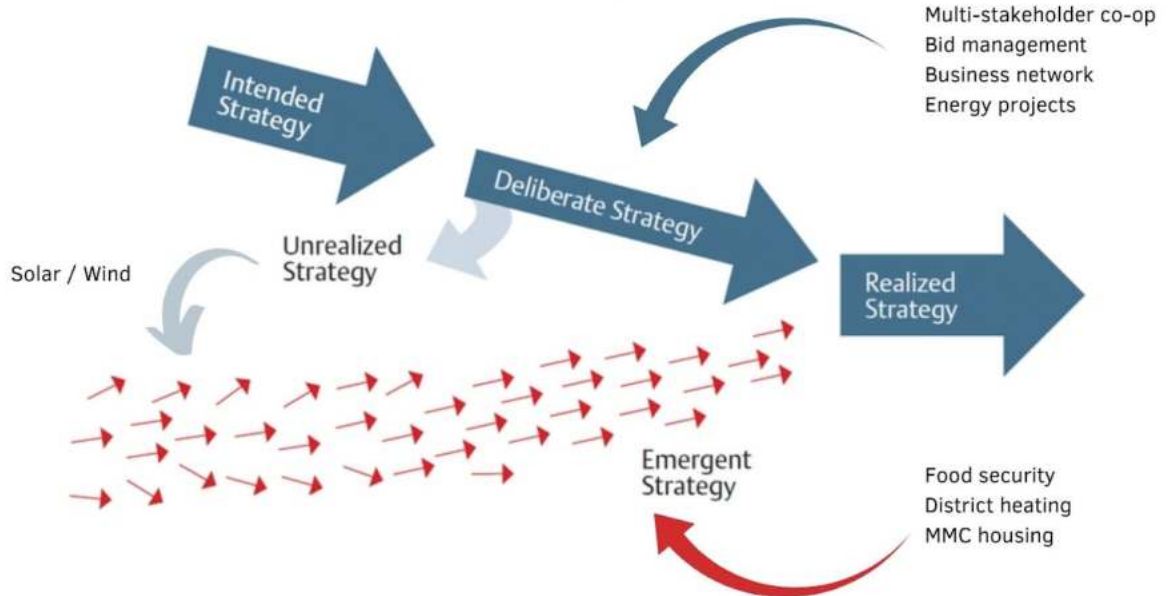 Multi-stakeholder co-op
Bid management
Business network
Energy projects
Intended
Strategy
Deliberate Strategy
Unrealized
Strategy
Solar / Wind
Realized
Strategy
Emergent
Strategy
Food security
District heating
MMC housing